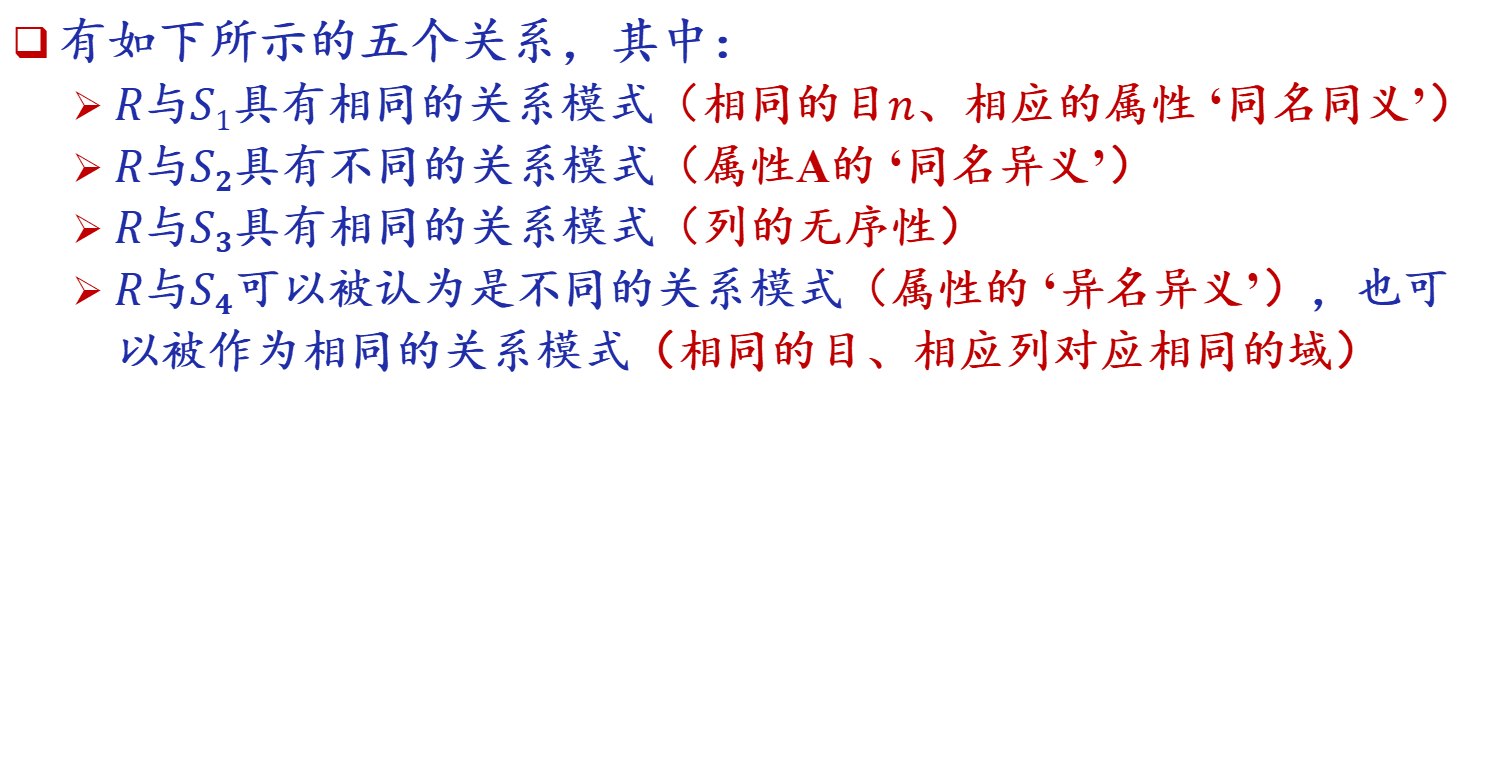 ❑ 有如下所示的五个关系，其中：
➢ R与S₁具有相同的关系模式（相同的目n、相应的属性‘同名同义’）
➢ R与S₂具有不同的关系模式（属性A的‘同名异义’）
➢ R与S₃具有相同的关系模式（列的无序性）
➢ R与S₄可以被认为是不同的关系模式（属性的‘异名异义’），也可
以被作为相同的关系模式（相同的目、相应列对应相同的域）